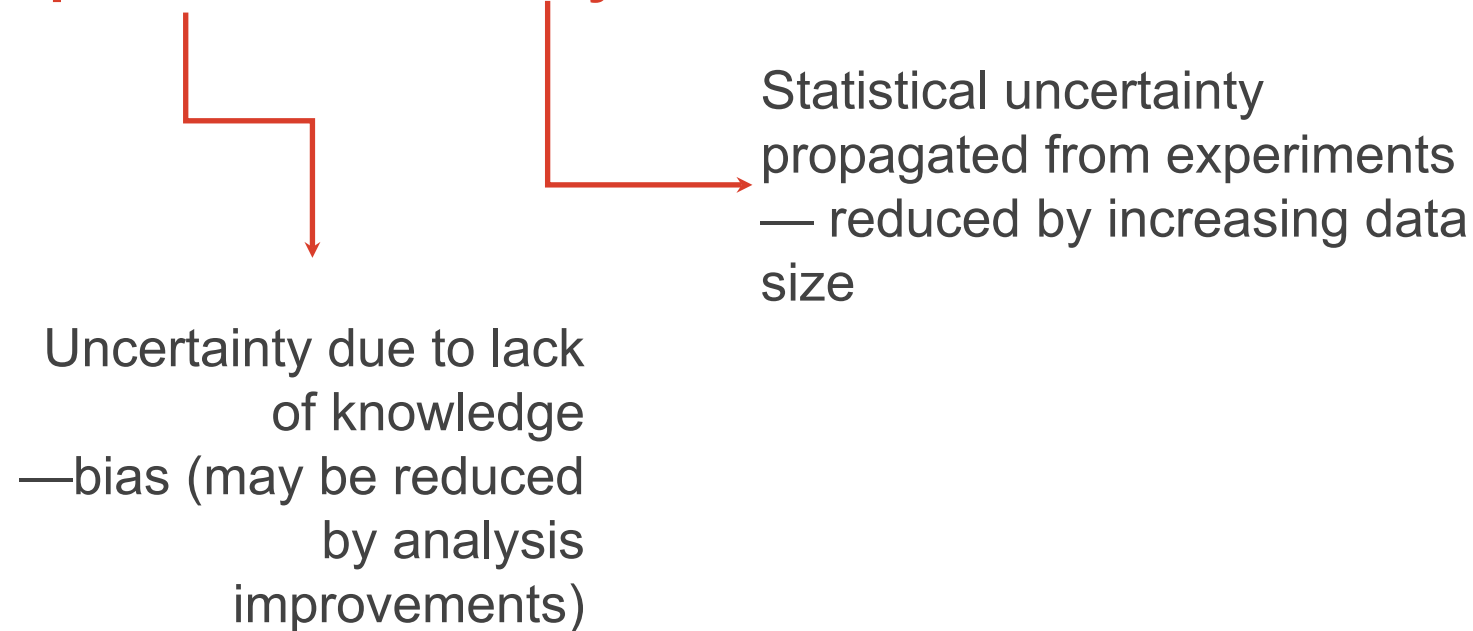 Statistical uncertainty
propagated from experiments
— reduced by increasing data
size
Uncertainty due to lack
of knowledge
—bias (may be reduced
by analysis
improvements)